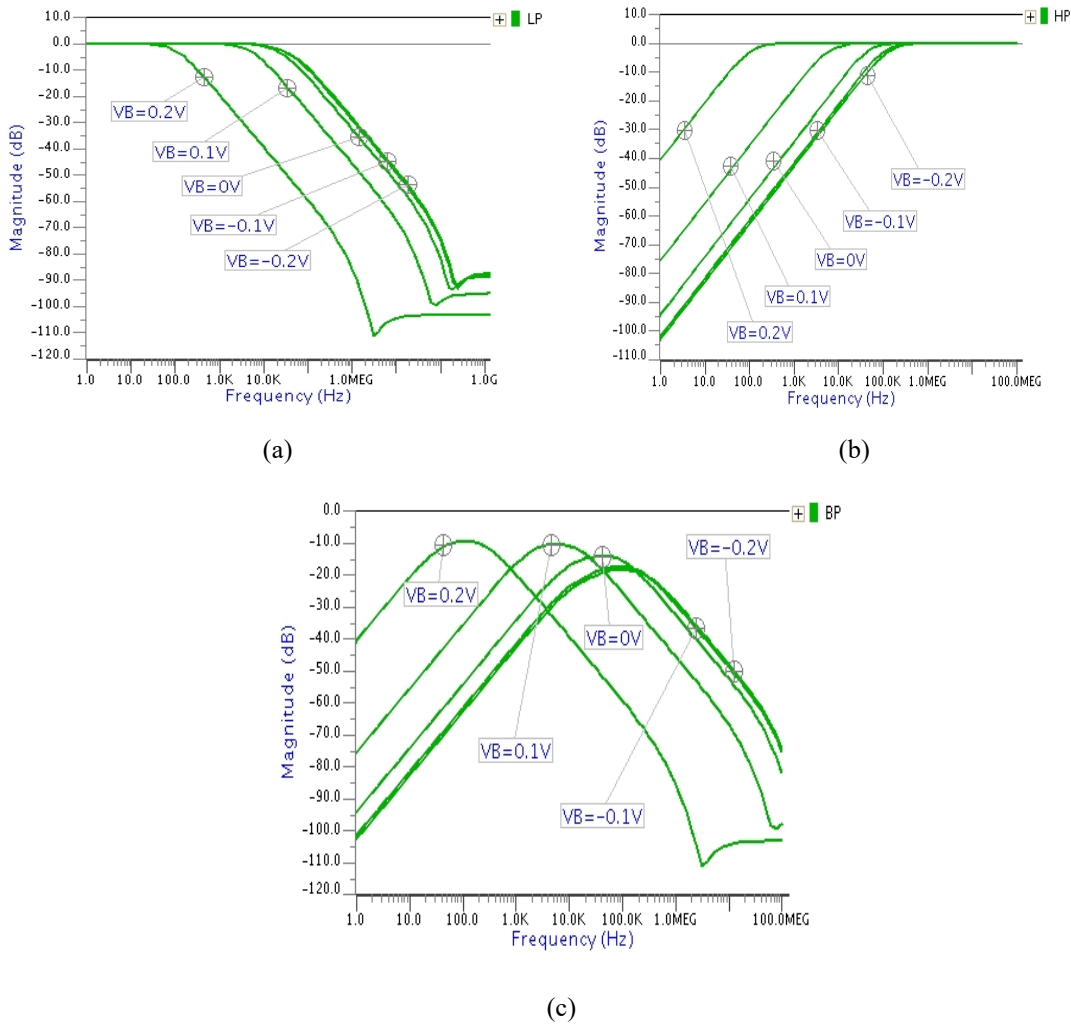 10.0
0.0
-10.0
-20.0
-30.0
-40.0
-50.0
-60.0
-70.0
-80.0
-90.0
-100.0
-110.0
-120.0
Magnitude (dB)
LP
VB=0.2V
VB=0.1V
VB=0V
VB=-0.1V
VB=-0.2V
1.0 10.0 100.0 1.0K 10.0K 1.0MEG 1.0G
Frequency (Hz)
(a)
10.0
0.0
-10.0
-20.0
-30.0
-40.0
-50.0
-60.0
-70.0
-80.0
-90.0
-100.0
-110.0
Magnitude (dB)
HP
VB=-0.2V
VB=-0.1V
VB=0V
VB=0.1V
VB=0.2V
1.0 10.0 100.0 1.0K 10.0K 100.0K 1.0MEG 100.0MEG
Frequency (Hz)
(b)
0.0
-10.0
-20.0
-30.0
-40.0
-50.0
-60.0
-70.0
-80.0
-90.0
-100.0
-110.0
-120.0
Magnitude (dB)
BP
VB=-0.2V
VB=0.2V
VB=0V
VB=0.1V
VB=-0.1V
1.0 10.0 100.0 1.0K 10.0K 100.0K 1.0MEG 100.0MEG
Frequency (Hz)
(c)